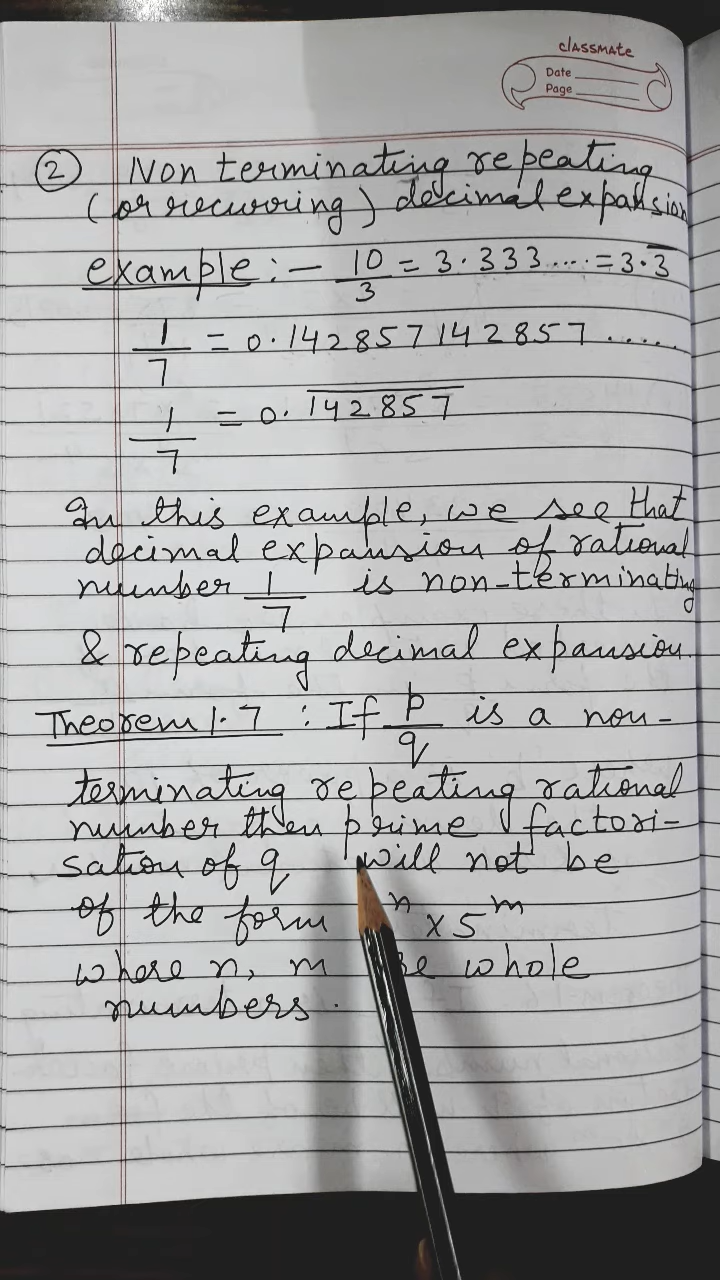 classmate
Date
Page
② Non terminating repeating
(or recurring) decimal expansion
example :- 10/3 = 3.333.... = 3.3̅
1/7 = 0.142857142857.....
1/7 = 0.1̅4̅2̅8̅5̅7̅
In this example, we see that
decimal expansion of rational
number 1/7 is non-terminating
& repeating decimal expansion.
Theorem 1.7 : If p/q is a non-
terminating repeating rational
number then prime factori-
sation of q will not be
of the form ⁿ × 5ᵐ
where n, m be whole
numbers.